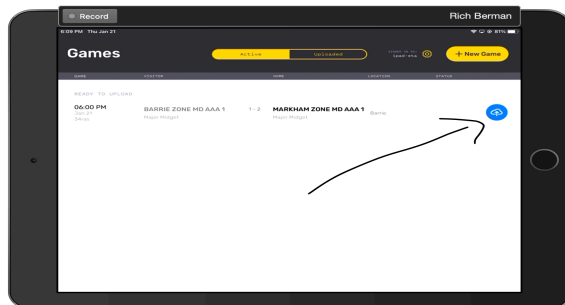 Record
Rich Berman
6:09 PM Thu Jan 21
81%
Games
Active
Uploaded
+ New Game
GAME
VISITOR
HOME
LOCATION
STATUS
READY TO UPLOAD
06:00 PM
BARRIE ZONE MD AAA 1
1 - 2
MARKHAM ZONE MD AAA 1
Barrie
Jan 21
Major Midget
Major Midget